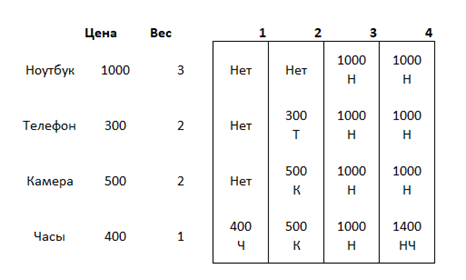 Цена Вес 1 2 3 4
Ноутбук 1000 3 Нет Нет 1000 Н 1000 Н
Телефон 300 2 Нет 300 Т 1000 Н 1000 Н
Камера 500 2 Нет 500 К 1000 Н 1000 Н
Часы 400 1 400 Ч 500 К 1000 Н 1400 НЧ